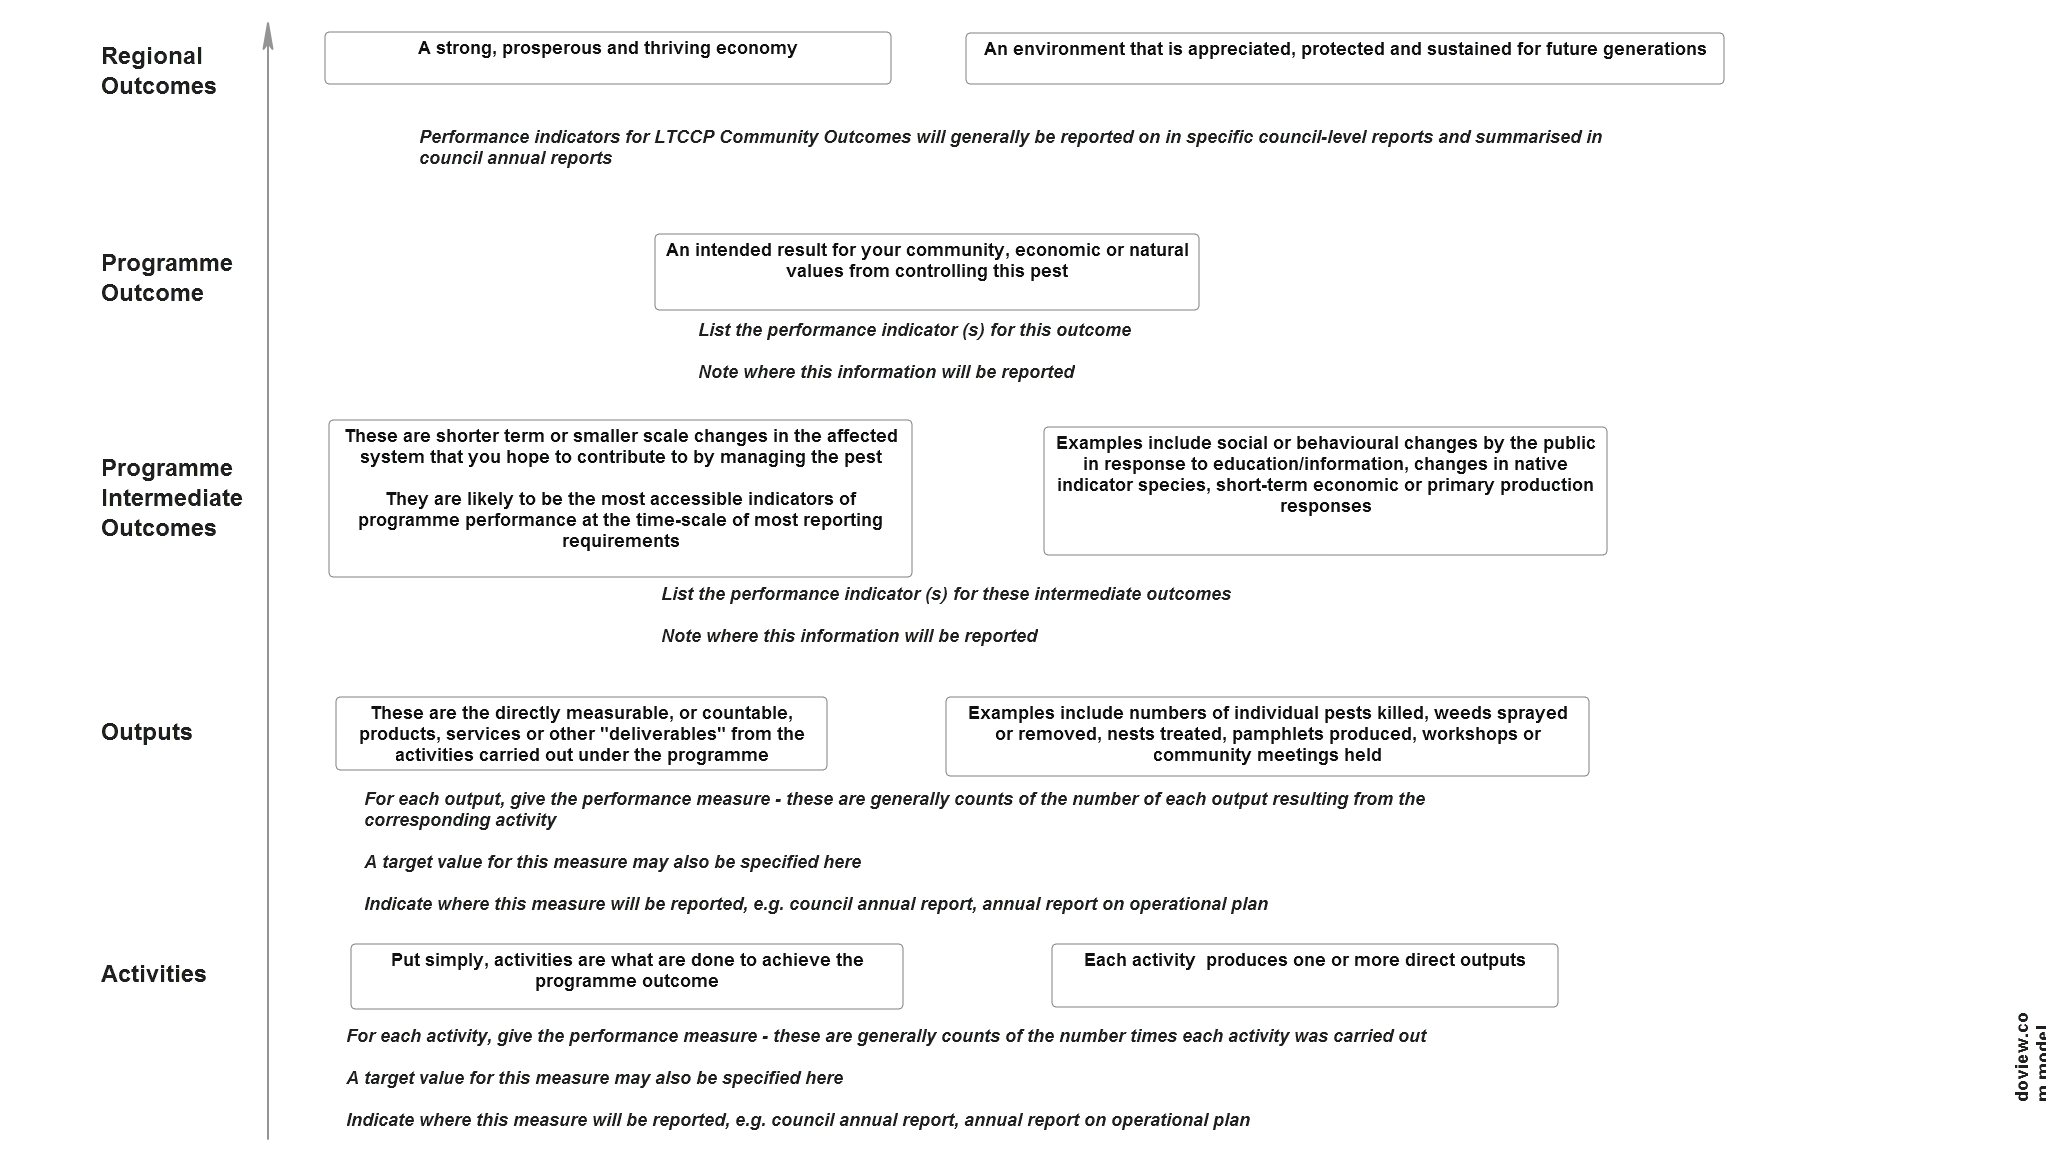 Regional
Outcomes
A strong, prosperous and thriving economy
An environment that is appreciated, protected and sustained for future generations
Performance indicators for LTCCP Community Outcomes will generally be reported on in specific council-level reports and summarised in
council annual reports
Programme
Outcome
An intended result for your community, economic or natural
values from controlling this pest
List the performance indicator (s) for this outcome
Note where this information will be reported
Programme
Intermediate
Outcomes
These are shorter term or smaller scale changes in the affected
system that you hope to contribute to by managing the pest
They are likely to be the most accessible indicators of
programme performance at the time-scale of most reporting
requirements
Examples include social or behavioural changes by the public
in response to education/information, changes in native
indicator species, short-term economic or primary production
responses
List the performance indicator (s) for these intermediate outcomes
Note where this information will be reported
Outputs
These are the directly measurable, or countable,
products, services or other "deliverables" from the
activities carried out under the programme
Examples include numbers of individual pests killed, weeds sprayed
or removed, nests treated, pamphlets produced, workshops or
community meetings held
For each output, give the performance measure - these are generally counts of the number of each output resulting from the
corresponding activity
A target value for this measure may also be specified here
Indicate where this measure will be reported, e.g. council annual report, annual report on operational plan
Activities
Put simply, activities are what are done to achieve the
programme outcome
Each activity  produces one or more direct outputs
For each activity, give the performance measure - these are generally counts of the number times each activity was carried out
A target value for this measure may also be specified here
Indicate where this measure will be reported, e.g. council annual report, annual report on operational plan
doview.co
m model